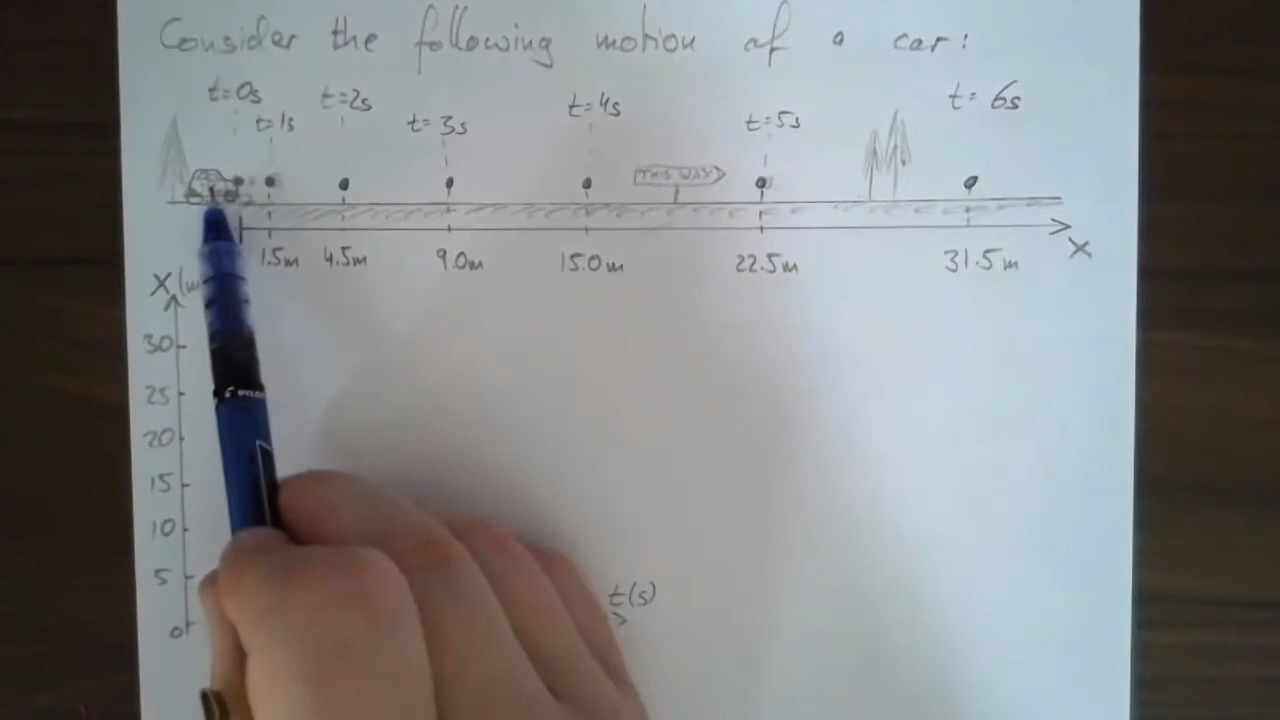 Consider the following motion of a car:
t=0s t=1s t=2s t=3s t=4s t=5s t=6s
THIS WAY
1.5m 4.5m 9.0m 15.0m 22.5m 31.5m X
X
30
25
20
15
10
5
0
t(s)
PILOT